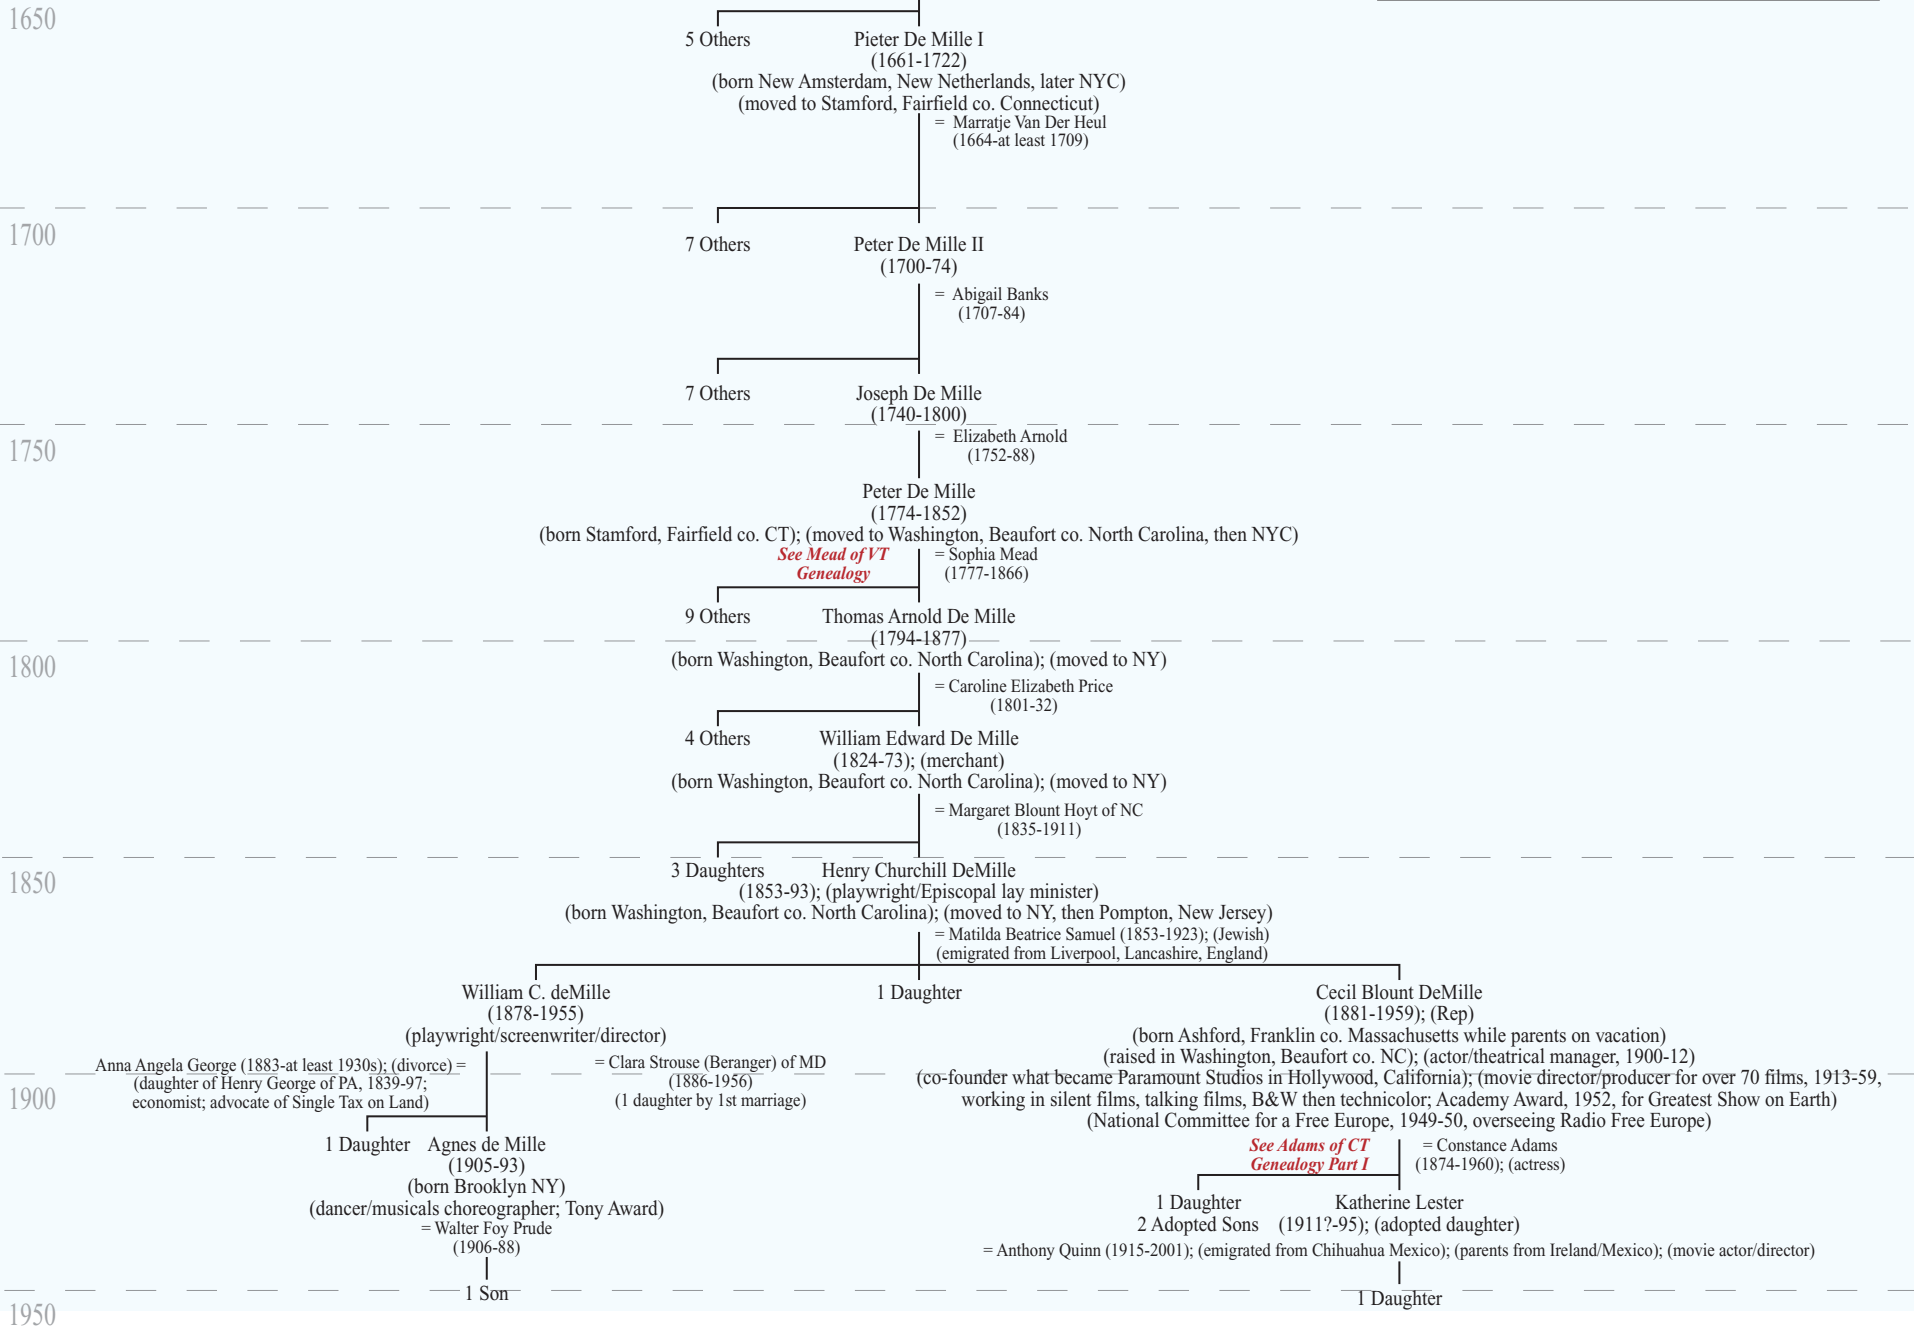 1650
5 Others
Pieter De Mille I
(1661-1722)
(born New Amsterdam, New Netherlands, later NYC)
(moved to Stamford, Fairfield co. Connecticut)
= Marratje Van Der Heul
(1664-at least 1709)
1700
7 Others
Peter De Mille II
(1700-74)
= Abigail Banks
(1707-84)
7 Others
Joseph De Mille
(1740-1800)
1750
= Elizabeth Arnold
(1752-88)
Peter De Mille
(1774-1852)
(born Stamford, Fairfield co. CT); (moved to Washington, Beaufort co. North Carolina, then NYC)
See Mead of VT
Genealogy
= Sophia Mead
(1777-1866)
9 Others
Thomas Arnold De Mille
(1794-1877)
(born Washington, Beaufort co. North Carolina); (moved to NY)
1800
= Caroline Elizabeth Price
(1801-32)
4 Others
William Edward De Mille
(1824-73); (merchant)
(born Washington, Beaufort co. North Carolina); (moved to NY)
= Margaret Blount Hoyt of NC
(1835-1911)
1850
3 Daughters
Henry Churchill DeMille
(1853-93); (playwright/Episcopal lay minister)
(born Washington, Beaufort co. North Carolina); (moved to NY, then Pompton, New Jersey)
= Matilda Beatrice Samuel (1853-1923); (Jewish)
(emigrated from Liverpool, Lancashire, England)
William C. deMille
(1878-1955)
(playwright/screenwriter/director)
1 Daughter
Cecil Blount DeMille
(1881-1959); (Rep)
(born Ashford, Franklin co. Massachusetts while parents on vacation)
(raised in Washington, Beaufort co. NC); (actor/theatrical manager, 1900-12)
(co-founder what became Paramount Studios in Hollywood, California); (movie director/producer for over 70 films, 1913-59,
working in silent films, talking films, B&W then technicolor; Academy Award, 1952, for Greatest Show on Earth)
(National Committee for a Free Europe, 1949-50, overseeing Radio Free Europe)
Anna Angela George (1883-at least 1930s); (divorce) =
(daughter of Henry George of PA, 1839-97;
economist; advocate of Single Tax on Land)
= Clara Strouse (Beranger) of MD
(1886-1956)
(1 daughter by 1st marriage)
1900
1 Daughter
Agnes de Mille
(1905-93)
(born Brooklyn NY)
(dancer/musicals choreographer; Tony Award)
= Walter Foy Prude
(1906-88)
1 Son
See Adams of CT
Genealogy Part I
= Constance Adams
(1874-1960); (actress)
1 Daughter
2 Adopted Sons
Katherine Lester
(1911?-95); (adopted daughter)
= Anthony Quinn (1915-2001); (emigrated from Chihuahua Mexico); (parents from Ireland/Mexico); (movie actor/director)
1 Daughter
1950